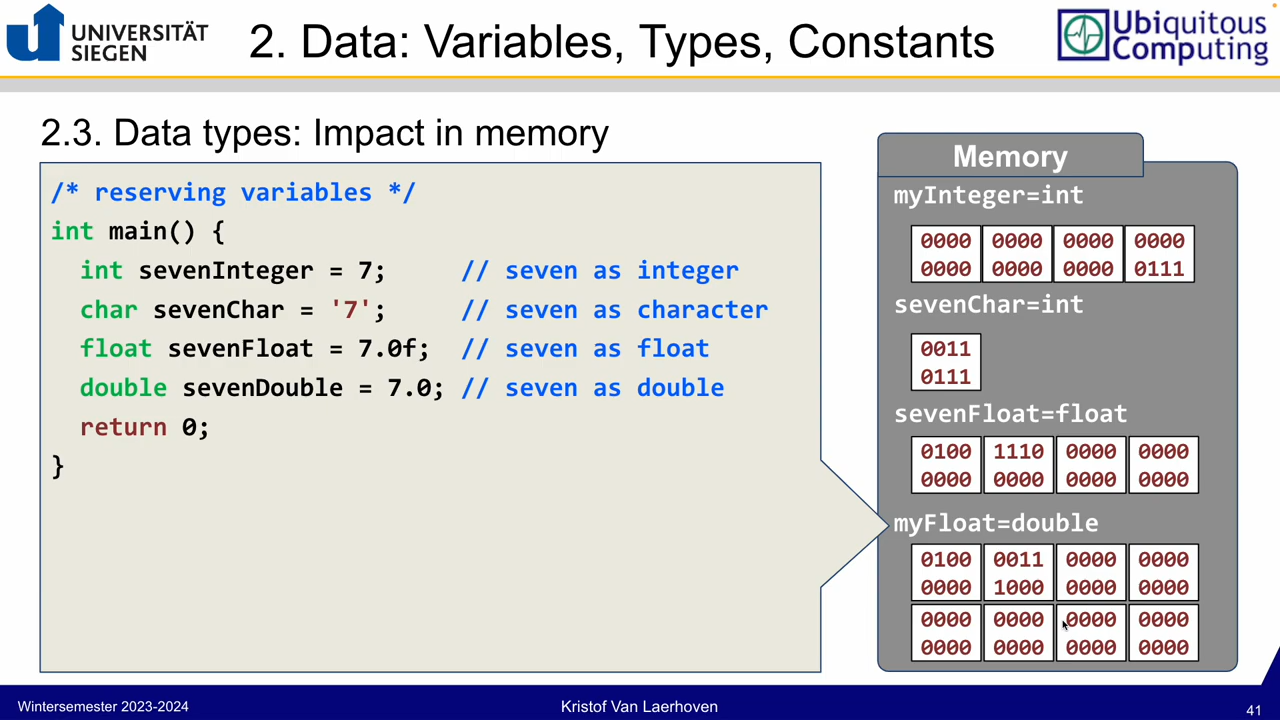 UNIVERSITÄT
SIEGEN
2. Data: Variables, Types, Constants
Ubiquitous
Computing
2.3. Data types: Impact in memory
/* reserving variables */
int main() {
int sevenInteger = 7; // seven as integer
char sevenChar = '7'; // seven as character
float sevenFloat = 7.0f; // seven as float
double sevenDouble = 7.0; // seven as double
return 0;
}
Memory
myInteger=int
0000 0000 0000 0000
0000 0000 0000 0111
sevenChar=int
0011
0111
sevenFloat=float
0100 1110 0000 0000
0000 0000 0000 0000
myFloat=double
0100 0011 0000 0000
0000 1000 0000 0000
0000 0000 0000 0000
0000 0000 0000 0000
Wintersemester 2023-2024
Kristof Van Laerhoven
41